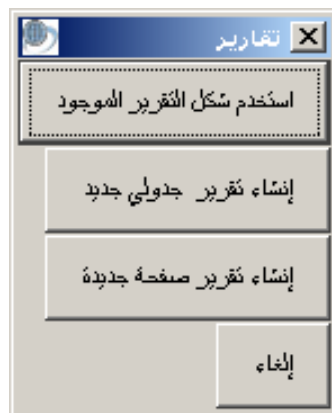 تقارير
استخدم شكل التقرير الموجود
إنشاء تقرير جدولي جديد
إنشاء تقرير صفحة جديدة
إلغاء